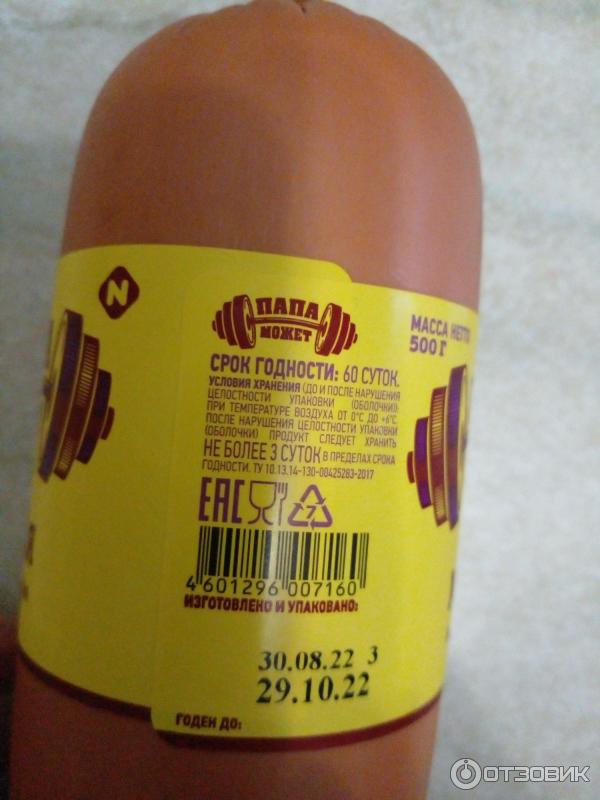 N
ПАПА
МОЖЕТ
МАССА НЕТТО
500 Г
СРОК ГОДНОСТИ: 60 СУТОК.
УСЛОВИЯ ХРАНЕНИЯ (ДО И ПОСЛЕ НАРУШЕНИЯ
ЦЕЛОСТНОСТИ УПАКОВКИ (ОБОЛОЧКИ)):
ПРИ ТЕМПЕРАТУРЕ ВОЗДУХА ОТ 0°С ДО +6°С.
ПОСЛЕ НАРУШЕНИЯ ЦЕЛОСТНОСТИ УПАКОВКИ
(ОБОЛОЧКИ) ПРОДУКТ СЛЕДУЕТ ХРАНИТЬ
НЕ БОЛЕЕ 3 СУТОК В ПРЕДЕЛАХ СРОКА
ГОДНОСТИ. ТУ 10.13.14-130-00425283-2017
ЕАС 7
4 601296 007160
ИЗГОТОВЛЕНО И УПАКОВАНО:
30.08.22 3
29.10.22
ГОДЕН ДО:
ОТЗОВИК